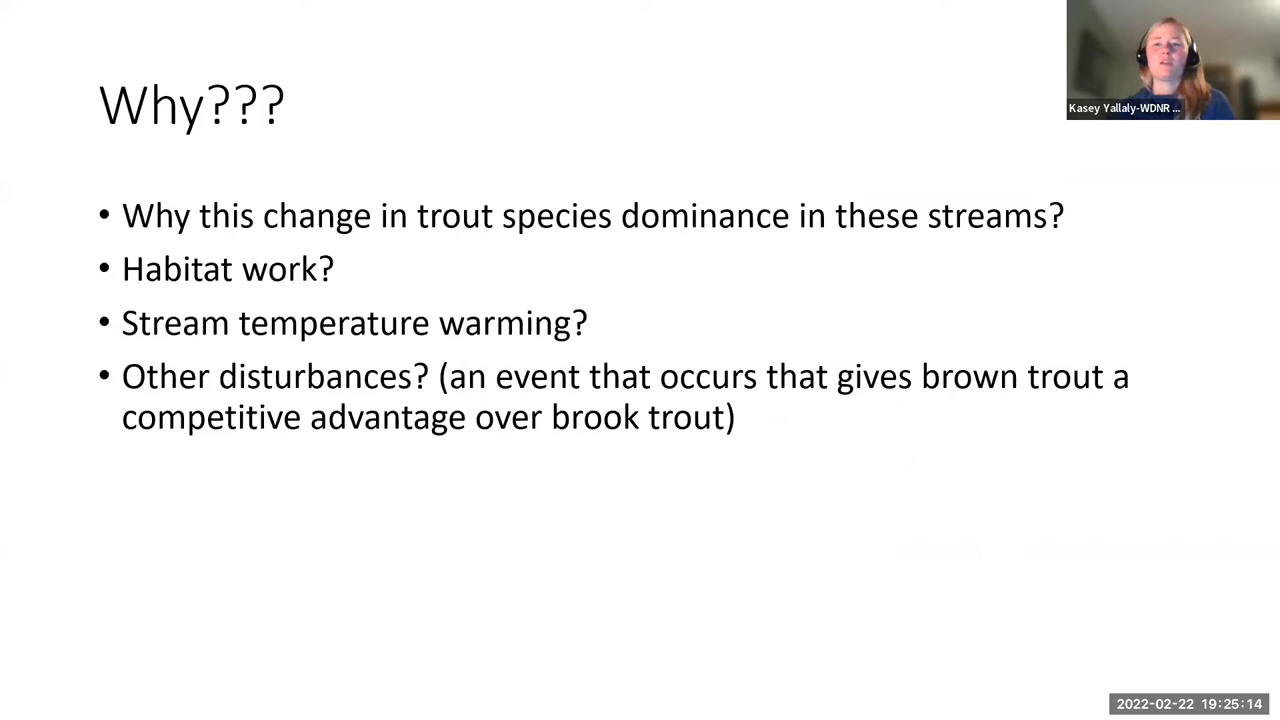 Why???
Kasey Yallaly-WDNR ...
• Why this change in trout species dominance in these streams?
• Habitat work?
• Stream temperature warming?
• Other disturbances? (an event that occurs that gives brown trout a
competitive advantage over brook trout)
2022-02-22 19:25:14